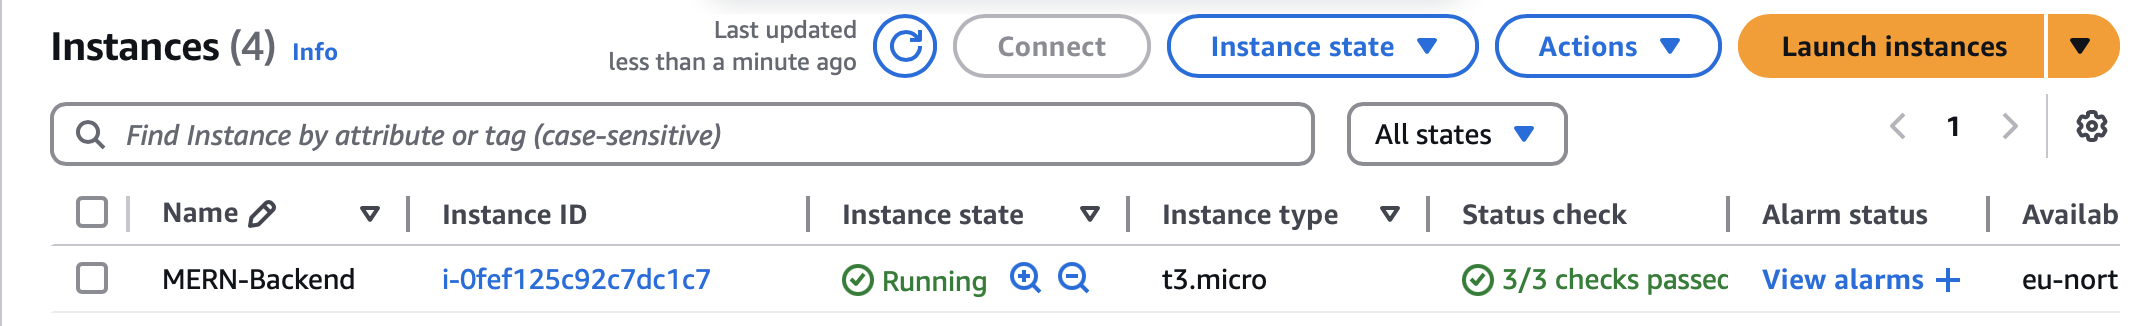 Instances (4) Info
Last updated
less than a minute ago
Connect
Instance state
Actions
Launch instances
Find Instance by attribute or tag (case-sensitive)
All states
1
Name Instance ID Instance state Instance type Status check Alarm status Availab
MERN-Backend i-0fef125c92c7dc1c7 Running t3.micro 3/3 checks passed View alarms + eu-nort